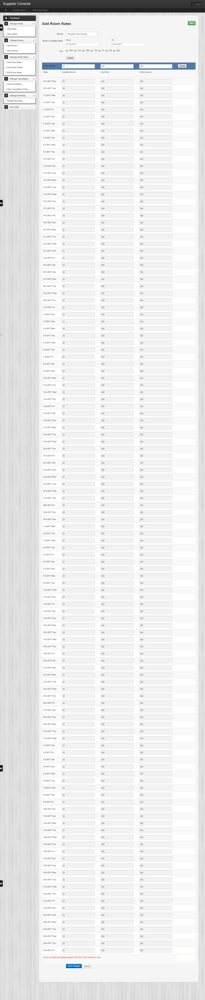 Supplier Console
Logout
/ Manage Rooms / Add Room Rates
Dashboard
Manage Hotels
» Add Hotels
» View Hotels
Manage Rooms
» Add Rooms
» View Rooms
Manage Room Rates
» Add Room Rates
» View Room Rates
» Edit Room Rates
Manage Cancellation
» Add Cancellation
» View Cancellation Policy
Manage Bookings
» Supplier Bookings
My Profile
Add Room Rates
Back
Rooms Standard Twin Sharing
Rooms Available Dates From To
27-02-2017 30-06-2017
Day Mon Tue Wed Thu Fri Sat Sun
submit
Smart Update 20 500 300 Update
Dates Available Rooms Cost Price Child Inclusion
27-2-2017 Mon 20 500 300
28-2-2017 Tue 20 500 300
1-3-2017 Wed 20 500 300
2-3-2017 Thu 20 500 300
3-3-2017 Fri 20 500 300
4-3-2017 Sat 20 500 300
5-3-2017 Sun 20 500 300
6-3-2017 Mon 20 500 300
7-3-2017 Tue 20 500 300
8-3-2017 Wed 20 500 300
9-3-2017 Thu 20 500 300
10-3-2017 Fri 20 500 300
11-3-2017 Sat 20 500 300
12-3-2017 Sun 20 500 300
13-3-2017 Mon 20 500 300
14-3-2017 Tue 20 500 300
15-3-2017 Wed 20 500 300
16-3-2017 Thu 20 500 300
17-3-2017 Fri 20 500 300
18-3-2017 Sat 20 500 300
19-3-2017 Sun 20 500 300
20-3-2017 Mon 20 500 300
21-3-2017 Tue 20 500 300
22-3-2017 Wed 20 500 300
23-3-2017 Thu 20 500 300
24-3-2017 Fri 20 500 300
25-3-2017 Sat 20 500 300
26-3-2017 Sun 20 500 300
27-3-2017 Mon 20 500 300
28-3-2017 Tue 20 500 300
29-3-2017 Wed 20 500 300
30-3-2017 Thu 20 500 300
31-3-2017 Fri 20 500 300
1-4-2017 Sat 20 500 300
2-4-2017 Sun 20 500 300
3-4-2017 Mon 20 500 300
4-4-2017 Tue 20 500 300
5-4-2017 Wed 20 500 300
6-4-2017 Thu 20 500 300
7-4-2017 Fri 20 500 300
8-4-2017 Sat 20 500 300
9-4-2017 Sun 20 500 300
10-4-2017 Mon 20 500 300
11-4-2017 Tue 20 500 300
12-4-2017 Wed 20 500 300
13-4-2017 Thu 20 500 300
14-4-2017 Fri 20 500 300
15-4-2017 Sat 20 500 300
16-4-2017 Sun 20 500 300
17-4-2017 Mon 20 500 300
18-4-2017 Tue 20 500 300
19-4-2017 Wed 20 500 300
20-4-2017 Thu 20 500 300
21-4-2017 Fri 20 500 300
22-4-2017 Sat 20 500 300
23-4-2017 Sun 20 500 300
24-4-2017 Mon 20 500 300
25-4-2017 Tue 20 500 300
26-4-2017 Wed 20 500 300
27-4-2017 Thu 20 500 300
28-4-2017 Fri 20 500 300
29-4-2017 Sat 20 500 300
30-4-2017 Sun 20 500 300
1-5-2017 Mon 20 500 300
2-5-2017 Tue 20 500 300
3-5-2017 Wed 20 500 300
4-5-2017 Thu 20 500 300
5-5-2017 Fri 20 500 300
6-5-2017 Sat 20 500 300
7-5-2017 Sun 20 500 300
8-5-2017 Mon 20 500 300
9-5-2017 Tue 20 500 300
10-5-2017 Wed 20 500 300
11-5-2017 Thu 20 500 300
12-5-2017 Fri 20 500 300
13-5-2017 Sat 20 500 300
14-5-2017 Sun 20 500 300
15-5-2017 Mon 20 500 300
16-5-2017 Tue 20 500 300
17-5-2017 Wed 20 500 300
18-5-2017 Thu 20 500 300
19-5-2017 Fri 20 500 300
20-5-2017 Sat 20 500 300
21-5-2017 Sun 20 500 300
22-5-2017 Mon 20 500 300
23-5-2017 Tue 20 500 300
24-5-2017 Wed 20 500 300
25-5-2017 Thu 20 500 300
26-5-2017 Fri 20 500 300
27-5-2017 Sat 20 500 300
28-5-2017 Sun 20 500 300
29-5-2017 Mon 20 500 300
30-5-2017 Tue 20 500 300
31-5-2017 Wed 20 500 300
1-6-2017 Thu 20 500 300
2-6-2017 Fri 20 500 300
3-6-2017 Sat 20 500 300
4-6-2017 Sun 20 500 300
5-6-2017 Mon 20 500 300
6-6-2017 Tue 20 500 300
7-6-2017 Wed 20 500 300
8-6-2017 Thu 20 500 300
9-6-2017 Fri 20 500 300
10-6-2017 Sat 20 500 300
11-6-2017 Sun 20 500 300
12-6-2017 Mon 20 500 300
13-6-2017 Tue 20 500 300
14-6-2017 Wed 20 500 300
15-6-2017 Thu 20 500 300
16-6-2017 Fri 20 500 300
17-6-2017 Sat 20 500 300
18-6-2017 Sun 20 500 300
19-6-2017 Mon 20 500 300
20-6-2017 Tue 20 500 300
21-6-2017 Wed 20 500 300
22-6-2017 Thu 20 500 300
23-6-2017 Fri 20 500 300
24-6-2017 Sat 20 500 300
25-6-2017 Sun 20 500 300
26-6-2017 Mon 20 500 300
27-6-2017 Tue 20 500 300
28-6-2017 Wed 20 500 300
29-6-2017 Thu 20 500 300
30-6-2017 Fri 20 500 300
Once you finish all settings please click the "Save" button to save.
Save changes Cancel